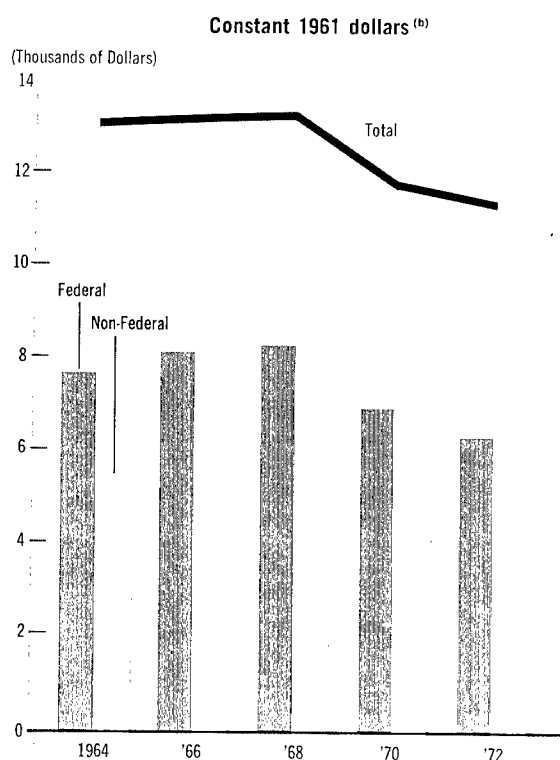 Constant 1961 dollars (b)
(Thousands of Dollars)
14
Total
12
10
Federal
Non-Federal
8
6
4
2
0
1964 '66 '68 '70 '72